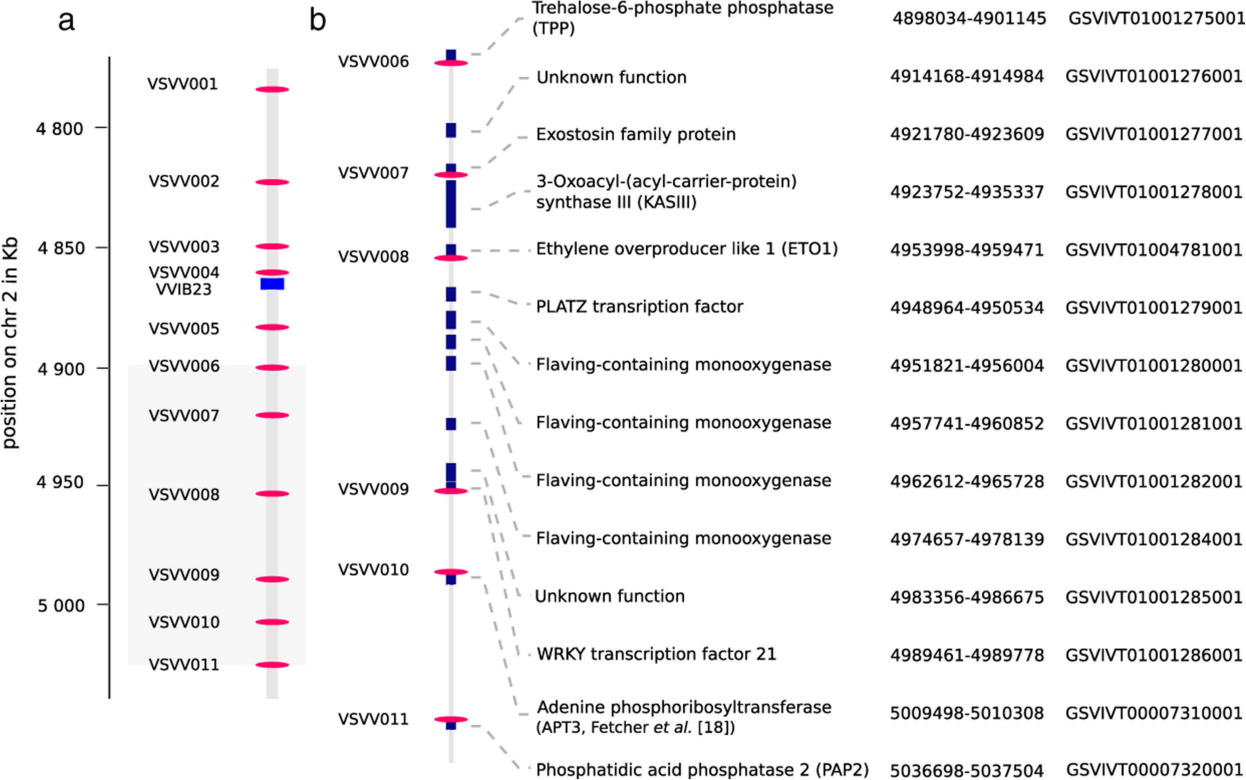 a
position on chr 2 in Kb
4 800
4 850
4 900
4 950
5 000
VSVV001
VSVV002
VSVV003
VSVV004
VVIB23
VSVV005
VSVV006
VSVV007
VSVV008
VSVV009
VSVV010
VSVV011
b
VSVV006
VSVV007
VSVV008
VSVV009
VSVV010
VSVV011
Trehalose-6-phosphate phosphatase 4898034-4901145 GSVIVT01001275001
(TPP)
Unknown function 4914168-4914984 GSVIVT01001276001
Exostosin family protein 4921780-4923609 GSVIVT01001277001
3-Oxoacyl-(acyl-carrier-protein) 4923752-4935337 GSVIVT01001278001
synthase III (KASIII)
Ethylene overproducer like 1 (ETO1) 4953998-4959471 GSVIVT01004781001
PLATZ transription factor 4948964-4950534 GSVIVT01001279001
Flaving-containing monooxygenase 4951821-4956004 GSVIVT01001280001
Flaving-containing monooxygenase 4957741-4960852 GSVIVT01001281001
Flaving-containing monooxygenase 4962612-4965728 GSVIVT01001282001
Flaving-containing monooxygenase 4974657-4978139 GSVIVT01001284001
Unknown function 4983356-4986675 GSVIVT01001285001
WRKY transcription factor 21 4989461-4989778 GSVIVT01001286001
Adenine phosphoribosyltransferase 5009498-5010308 GSVIVT00007310001
(APT3, Fetcher et al. [18])
Phosphatidic acid phosphatase 2 (PAP2) 5036698-5037504 GSVIVT00007320001